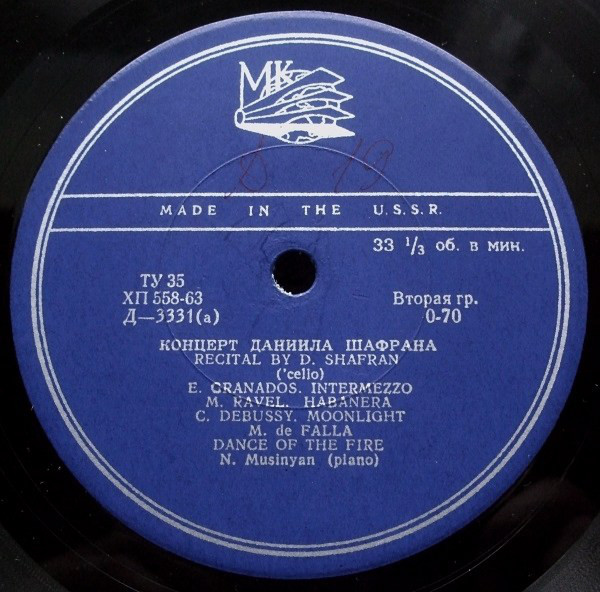 МК
MADE IN THE U.S.S.R.
33 1/3 об. в мин.
ТУ 35
ХП 558-63
Д—3331(а)
Вторая гр.
0-70
КОНЦЕРТ ДАНИИЛА ШАФРАНА
RECITAL BY D. SHAFRAN
('cello)
E. GRANADOS. INTERMEZZO
M. RAVEL. HABANERA
C. DEBUSSY. MOONLIGHT
M. de FALLA
DANCE OF THE FIRE
N. Musinyan (piano)